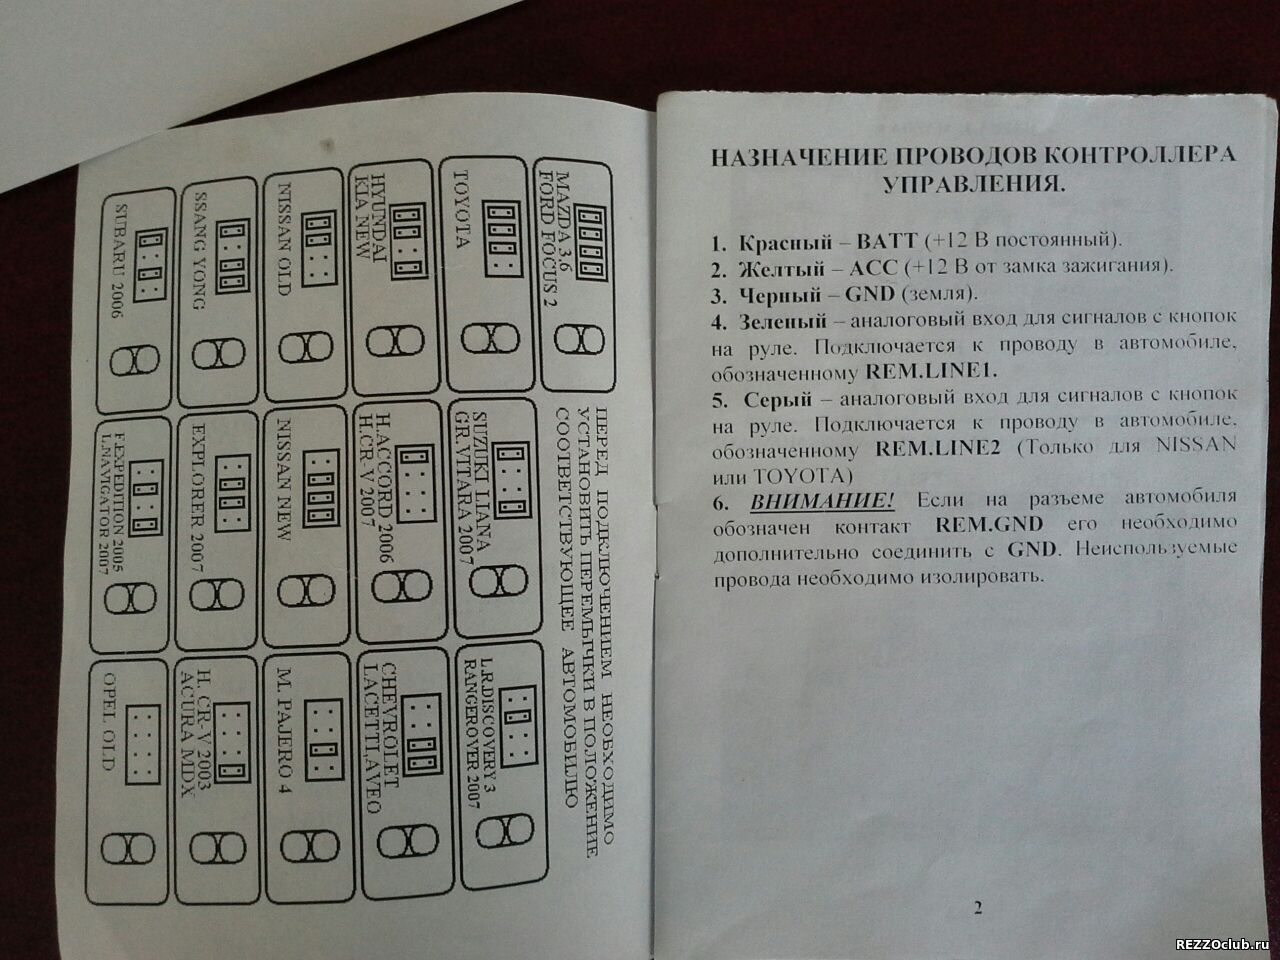 ПЕРЕД ПОДКЛЮЧЕНИЕМ НЕОБХОДИМО
УСТАНОВИТЬ ПЕРЕМЫЧКИ В ПОЛОЖЕНИЕ
СООТВЕТСТВУЮЩЕЕ АВТОМОБИЛЮ
MAZDA 3.6
FORD FOCUS 2
TOYOTA
HYUNDAI
KIA NEW
NISSAN OLD
SSANG YONG
SUBARU 2006
SUZUKI LIANA
GR.VITARA 2007
H.ACCORD 2006
H.CR-V 2007
NISSAN NEW
EXPLORER 2007
F.EXPEDITION 2005
L.NAVIGATOR 2007
L.R.DISCOVERY 3
RANGEROVER 2007
CHEVROLET
LACETTI,AVEO
M. PAJERO 4
H. CR-V 2003
ACURA MDX
OPEL OLD
НАЗНАЧЕНИЕ ПРОВОДОВ КОНТРОЛЛЕРА
УПРАВЛЕНИЯ.
1. Красный – BATT (+12 В постоянный).
2. Желтый – ACC (+12 В от замка зажигания).
3. Черный – GND (земля).
4. Зеленый – аналоговый вход для сигналов с кнопок
на руле. Подключается к проводу в автомобиле,
обозначенному REM.LINE1.
5. Серый – аналоговый вход для сигналов с кнопок
на руле. Подключается к проводу в автомобиле,
обозначенному REM.LINE2 (Только для NISSAN
или TOYOTA)
6. ВНИМАНИЕ! Если на разъеме автомобиля
обозначен контакт REM.GND его необходимо
дополнительно соединить с GND. Неиспользуемые
провода необходимо изолировать.
2
REZZOclub.ru